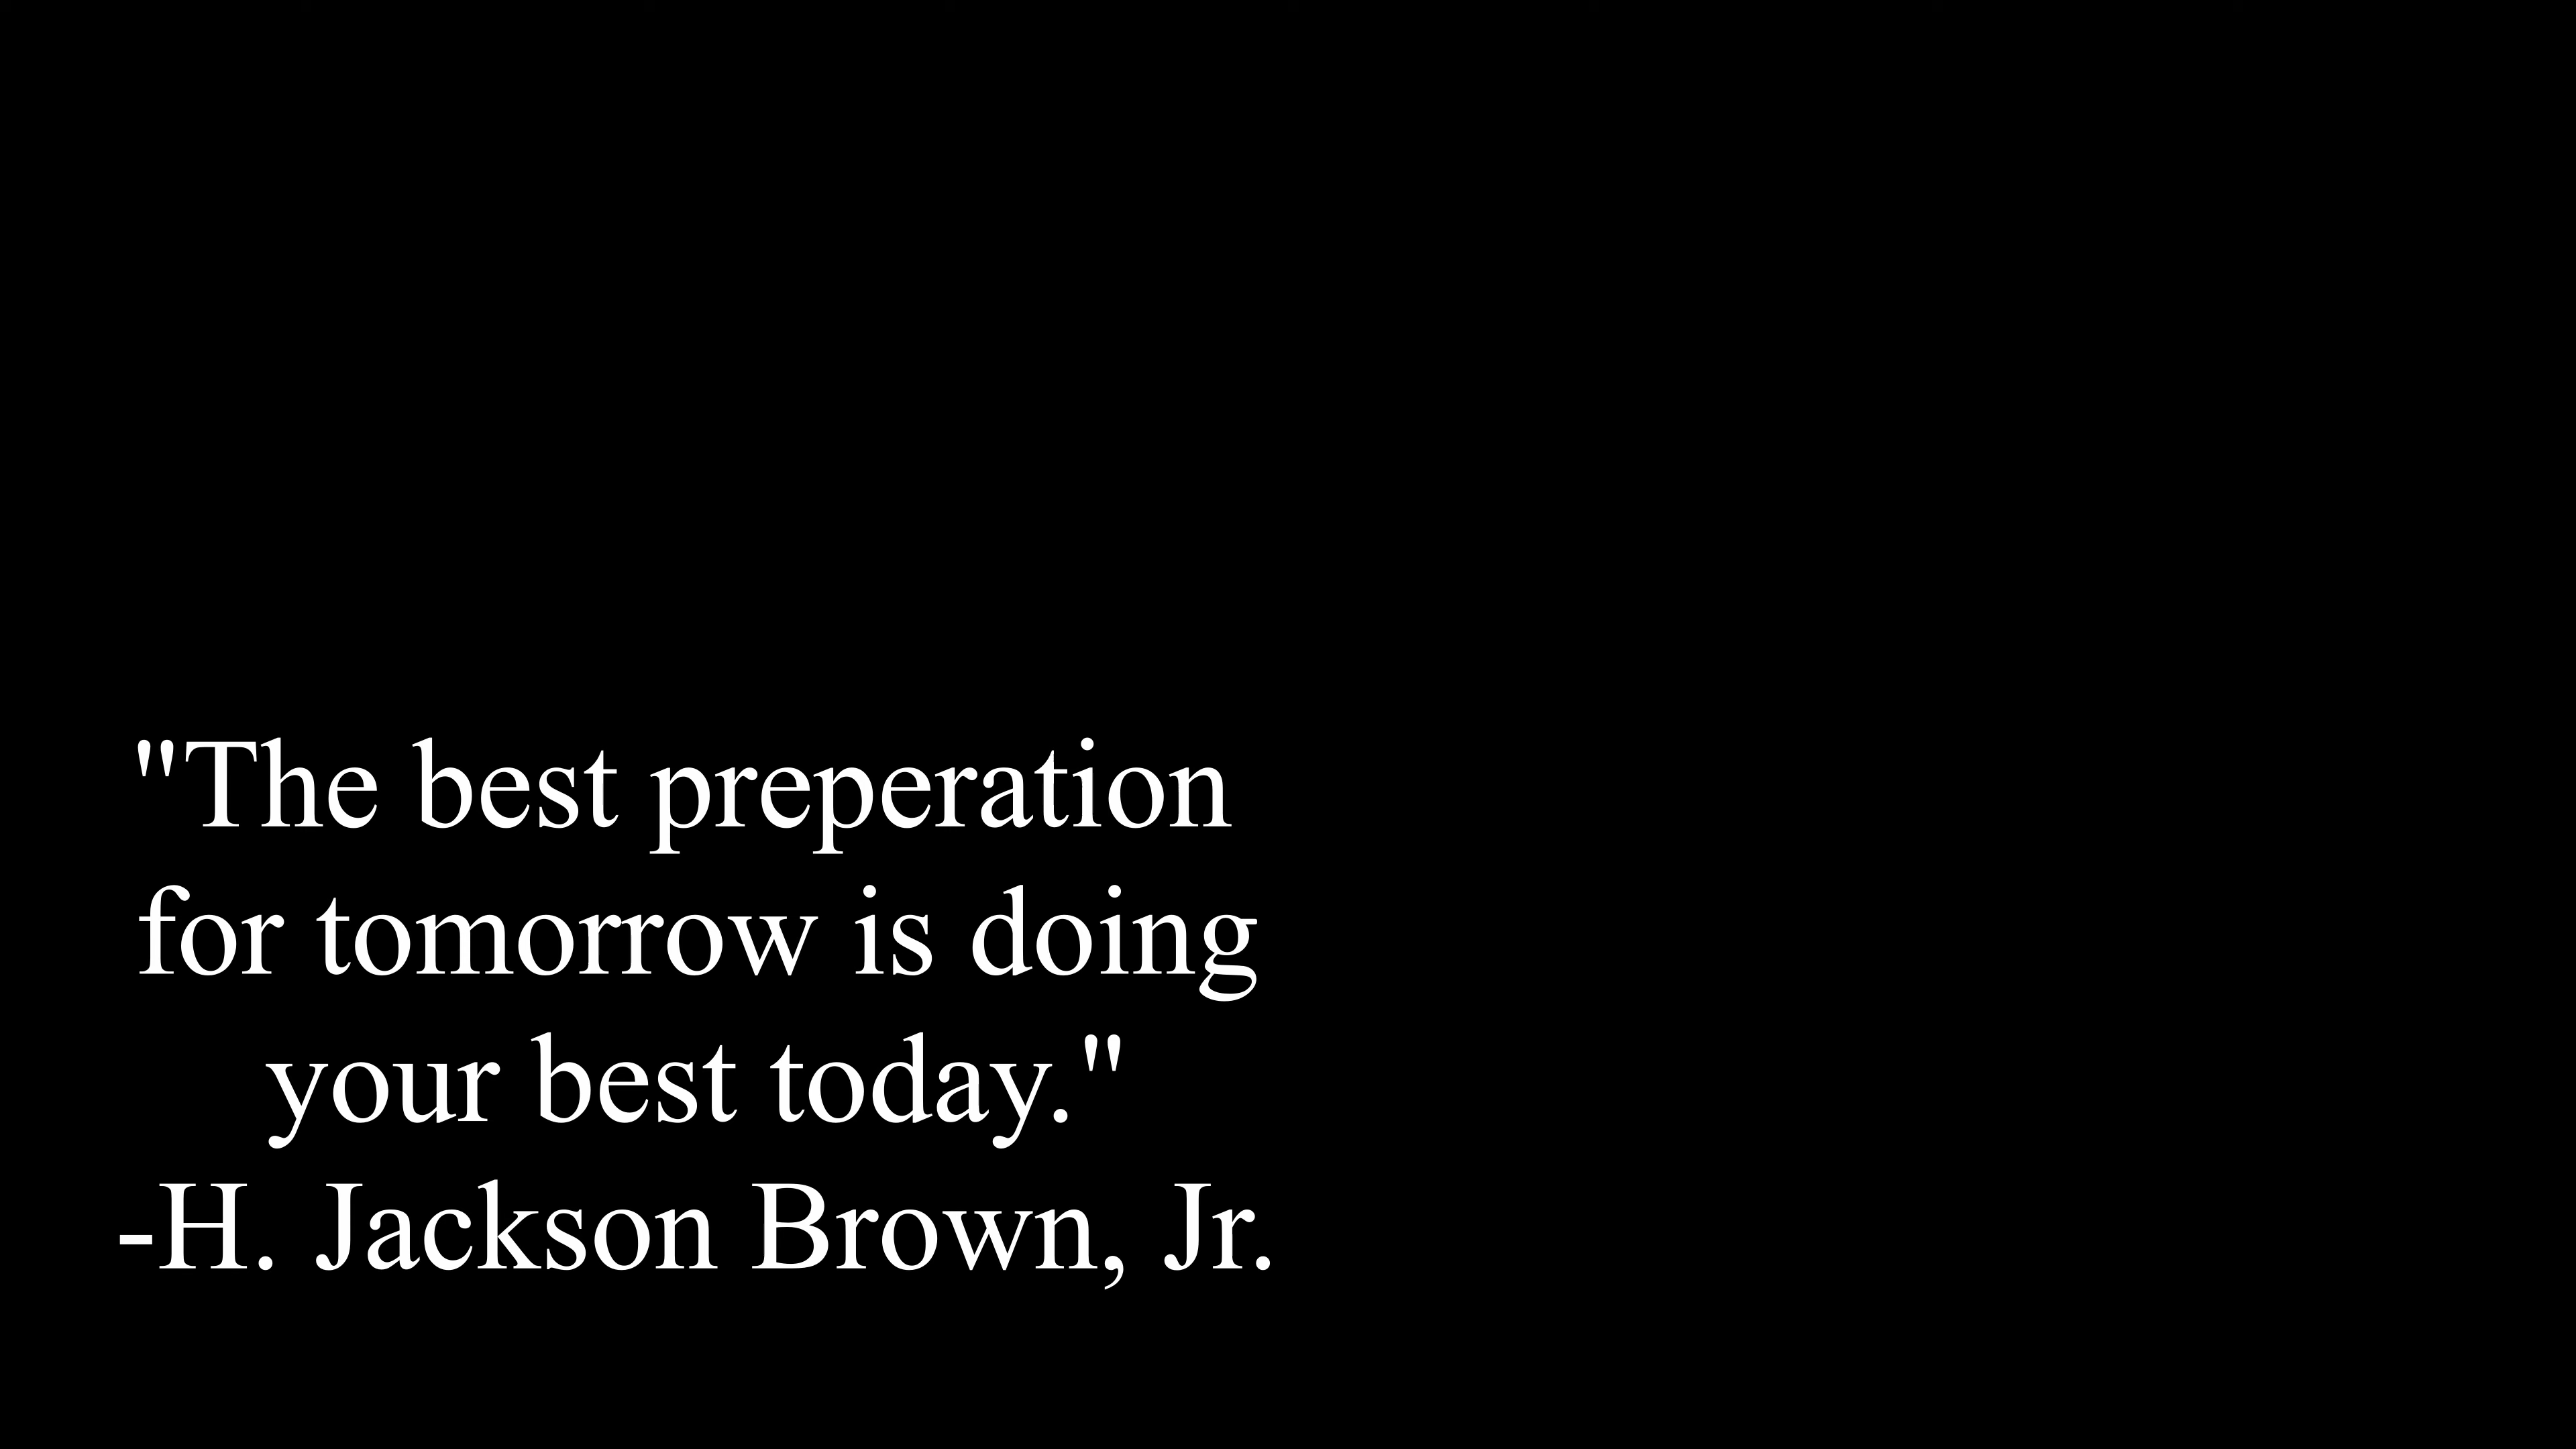 "The best preperation
for tomorrow is doing
your best today."
-H. Jackson Brown, Jr.